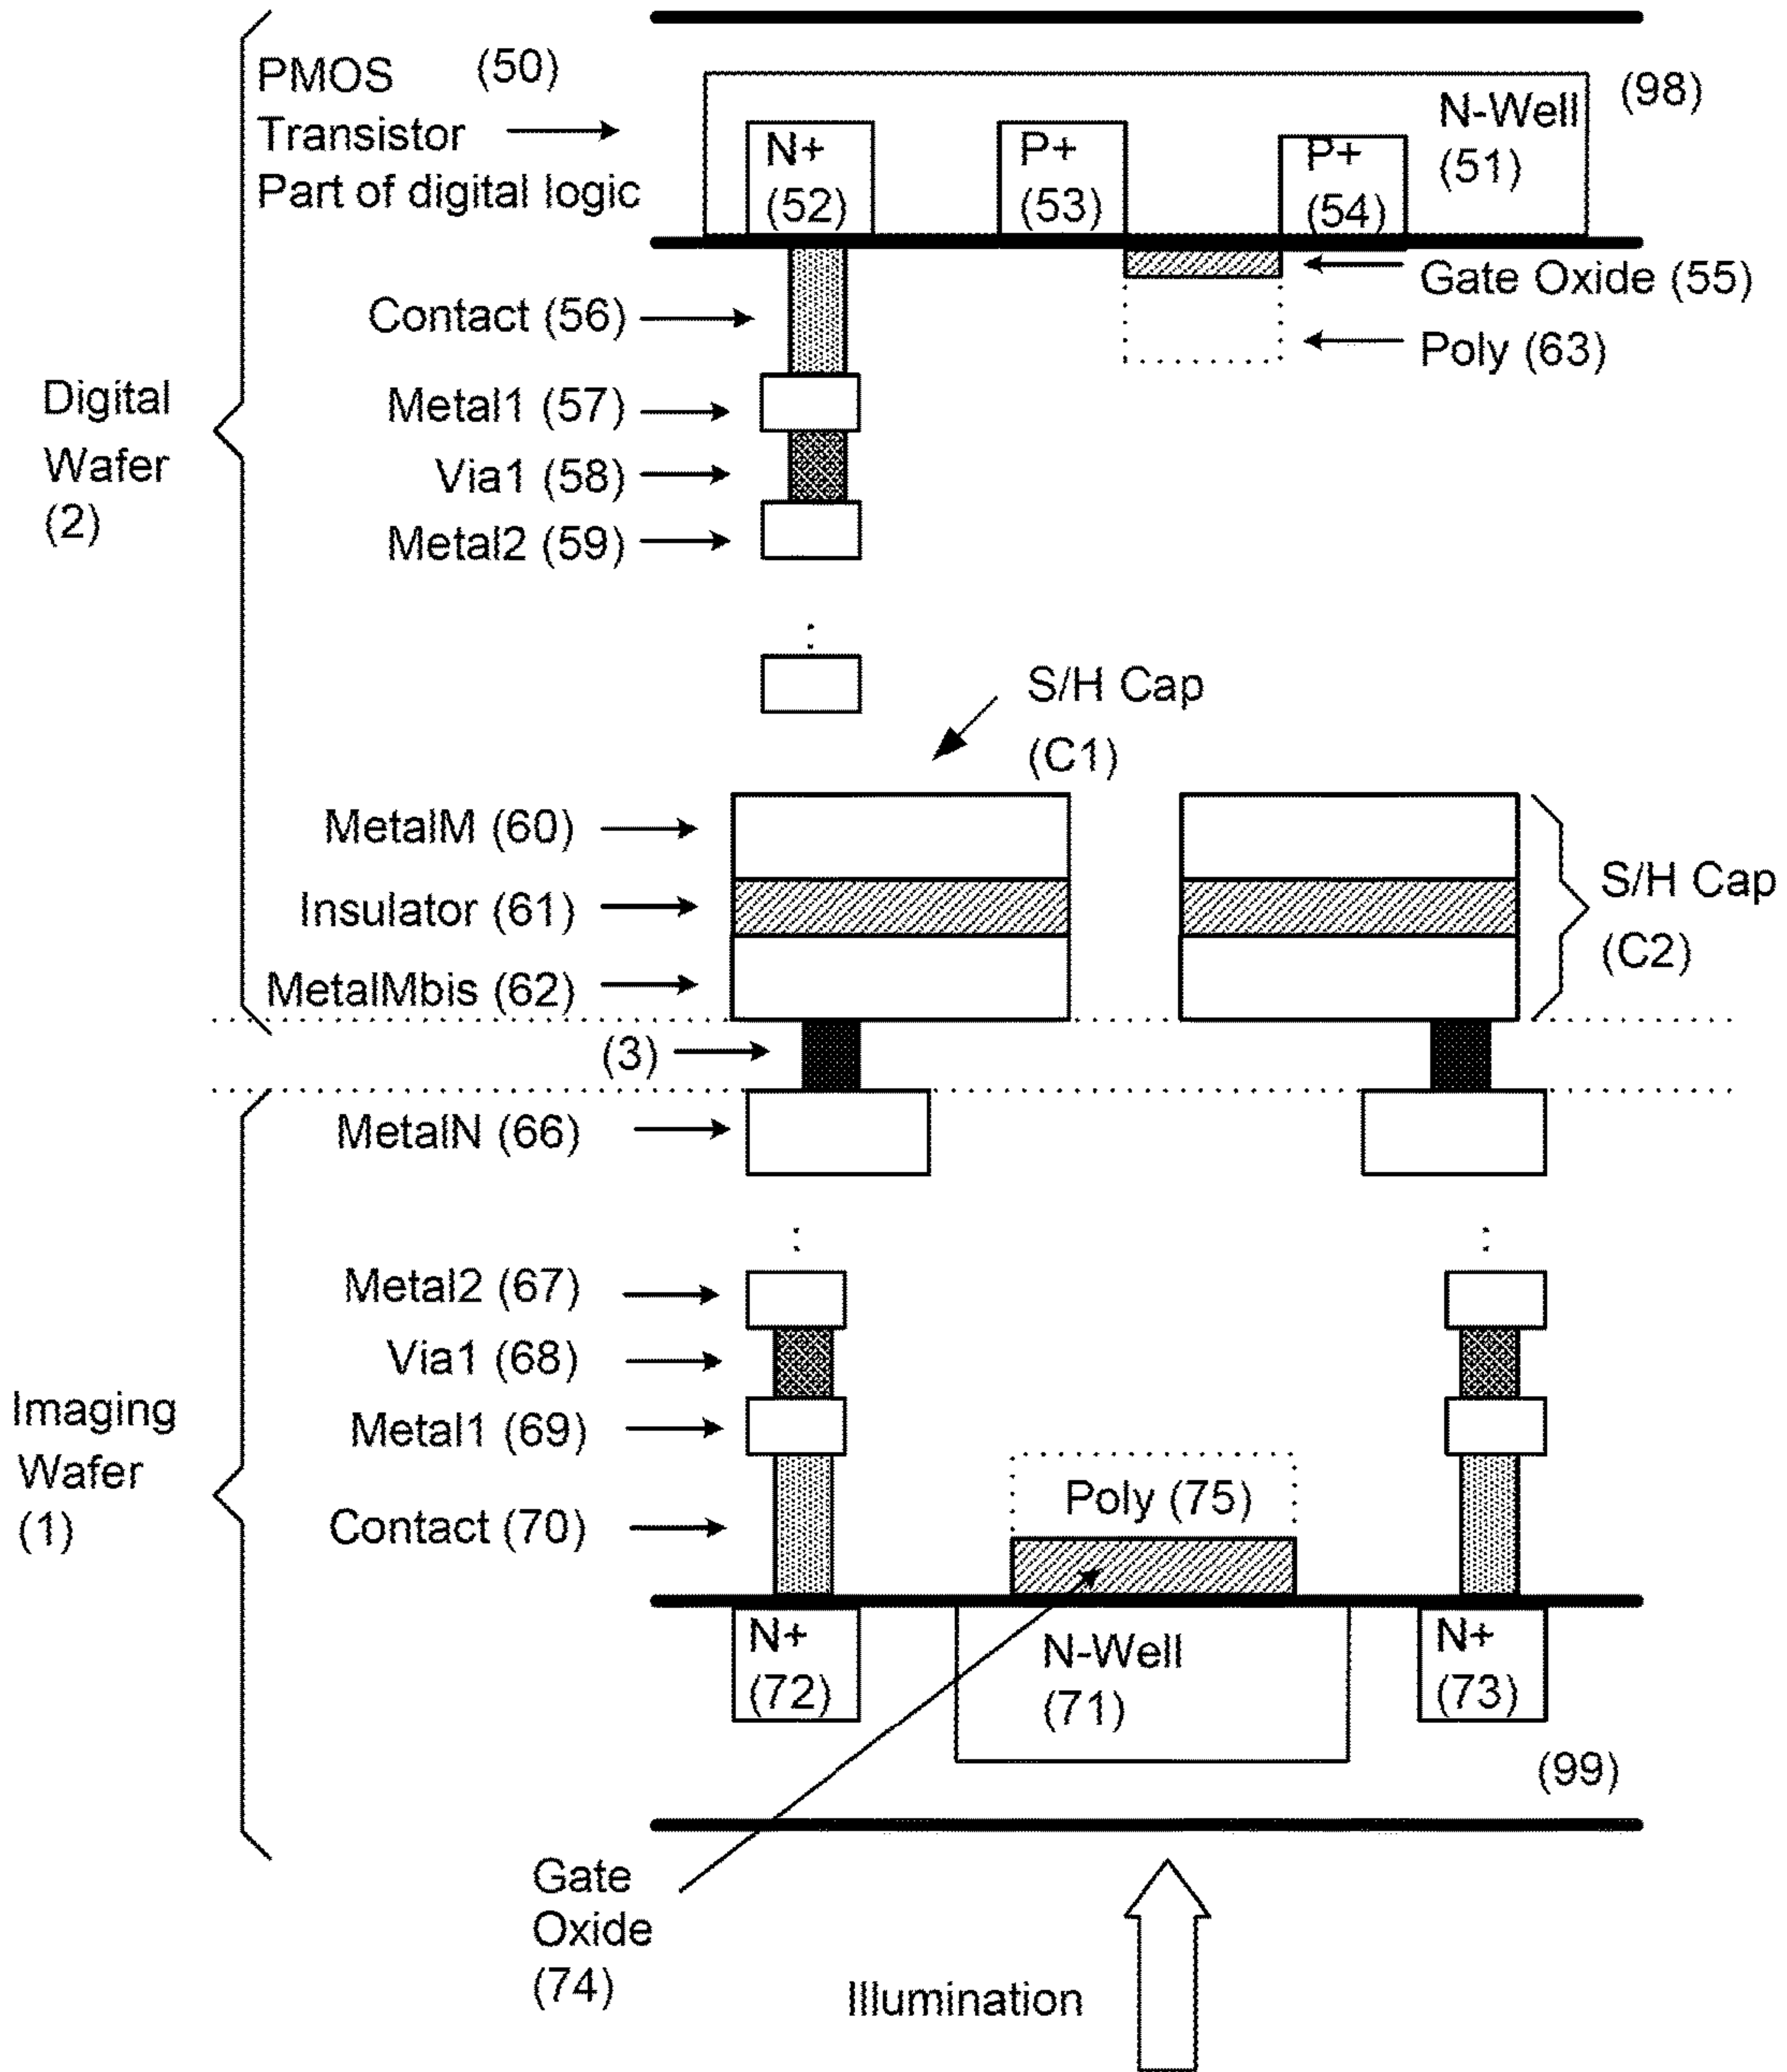 PMOS (50)
Transistor
Part of digital logic
(98)
N-Well
(51)
N+
(52)
P+
(53)
P+
(54)
Gate Oxide (55)
Poly (63)
Contact (56)
Metal1 (57)
Via1 (58)
Metal2 (59)
Digital
Wafer
(2)
S/H Cap
(C1)
MetalM (60)
Insulator (61)
MetalMbis (62)
S/H Cap
(C2)
(3)
MetalN (66)
Metal2 (67)
Via1 (68)
Metal1 (69)
Contact (70)
Imaging
Wafer
(1)
Poly (75)
N+
(72)
N-Well
(71)
N+
(73)
(99)
Gate
Oxide
(74)
Illumination